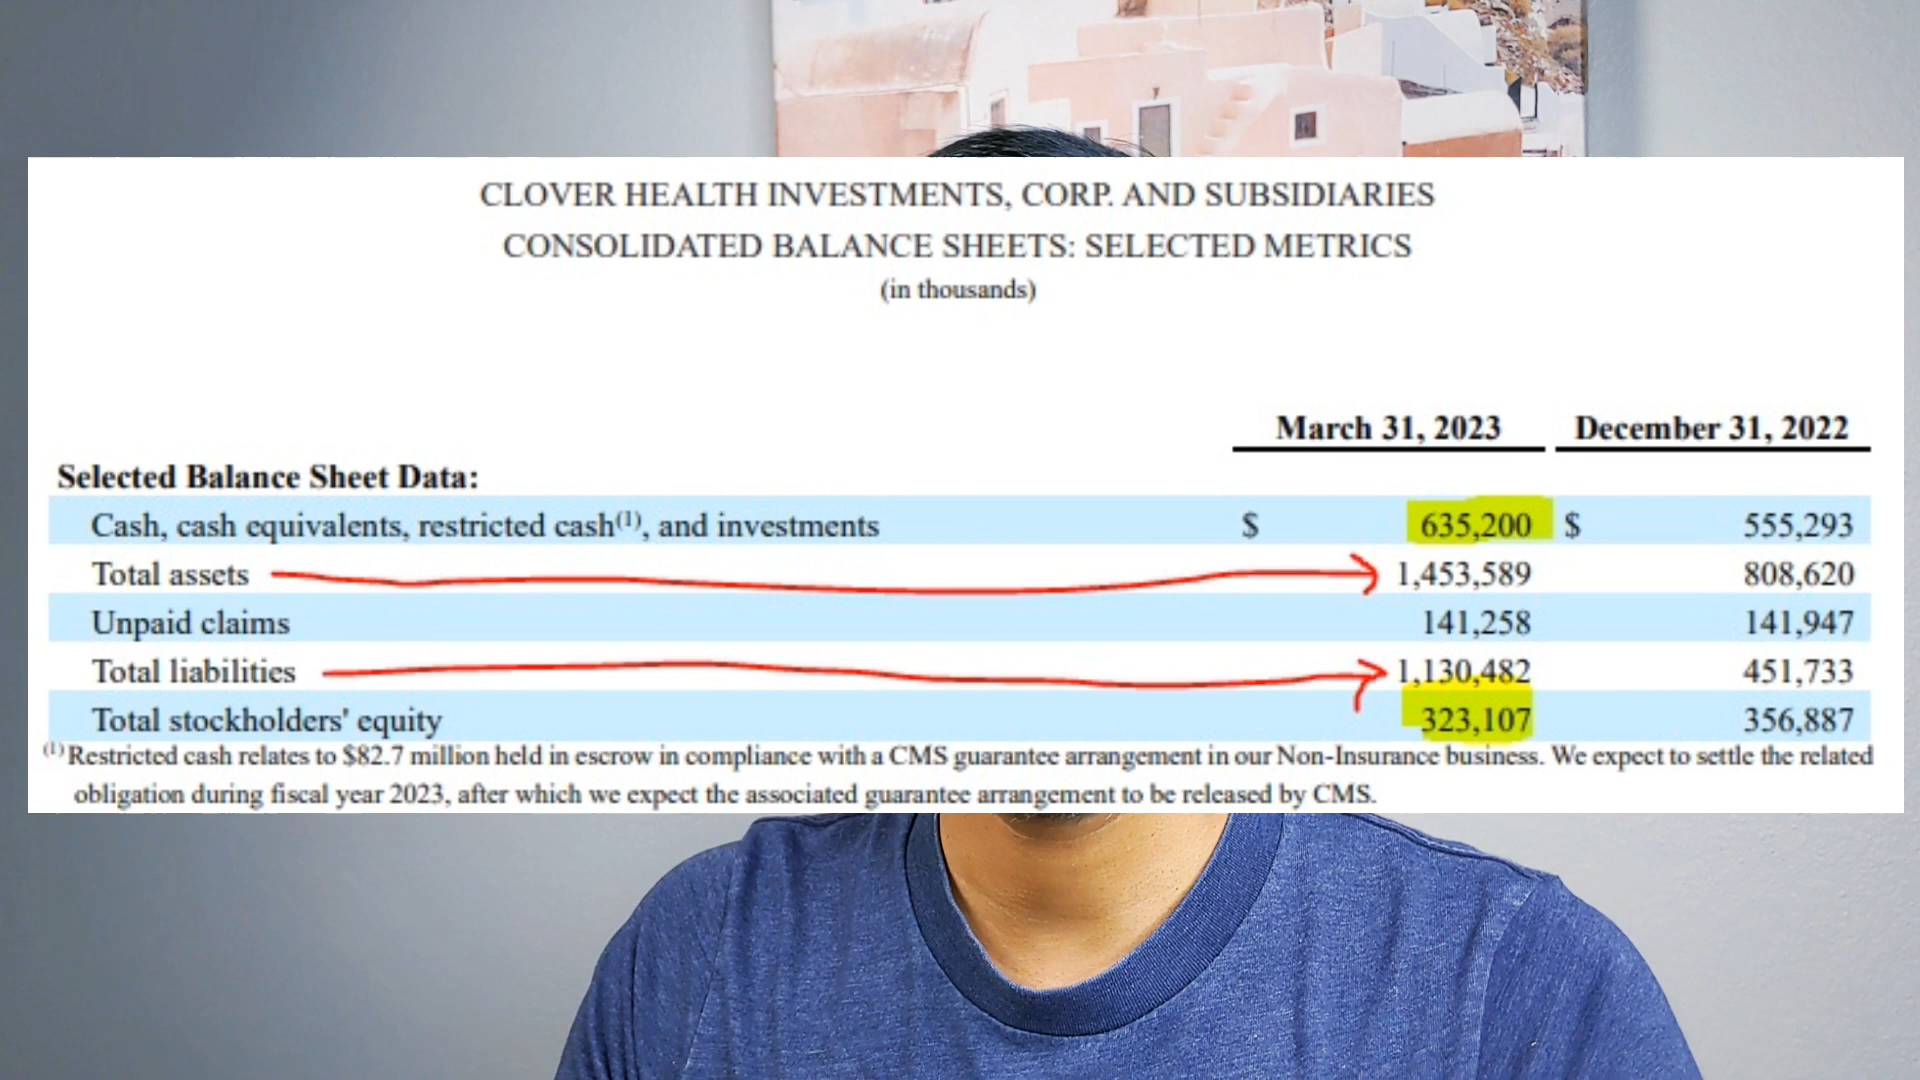 CLOVER HEALTH INVESTMENTS, CORP. AND SUBSIDIARIES
CONSOLIDATED BALANCE SHEETS: SELECTED METRICS
(in thousands)
March 31, 2023 December 31, 2022
Selected Balance Sheet Data:
Cash, cash equivalents, restricted cash(1), and investments $ 635,200 $ 555,293
Total assets 1,453,589 808,620
Unpaid claims 141,258 141,947
Total liabilities 1,130,482 451,733
Total stockholders' equity 323,107 356,887
(1) Restricted cash relates to $82.7 million held in escrow in compliance with a CMS guarantee arrangement in our Non-Insurance business. We expect to settle the related
obligation during fiscal year 2023, after which we expect the associated guarantee arrangement to be released by CMS.